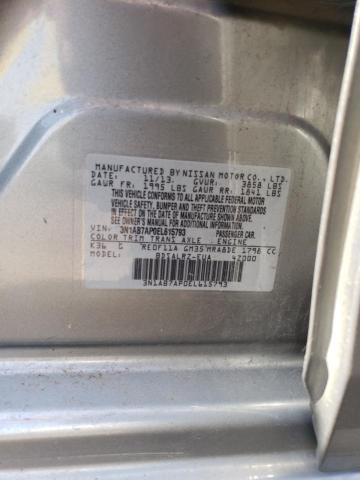 MANUFACTURED BY NISSAN MOTOR CO., LTD.
DATE: 11/13 GVWR: 3858 LBS
GAWR FR: 1995 LBS GAWR RR: 1841 LBS
THIS VEHICLE CONFORMS TO ALL APPLICABLE FEDERAL MOTOR
VEHICLE SAFETY, BUMPER AND THEFT PREVENTION STANDARDS
IN EFFECT ON THE DATE OF MANUFACTURE SHOWN ABOVE.
SEE OWNER'S MANUAL FOR ADDITIONAL INFORMATION.
VIN: 3N1AB7AP0EL615793 PASSENGER CAR.
COLOR TRIM TRANS AXLE ENGINE
K36 G RE0F11A GM35 MRA8DE 1798 CC
MODEL: BDSALRZ-EUA 42000
3N1AB7AP0EL615793